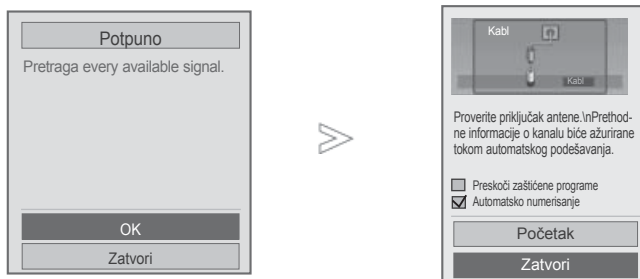 Potpuno
Pretraga every available signal.
OK
Zatvori
Kabl
Kabl
Proverite priključak antene.\nPrethod-
ne informacije o kanalu biće ažurirane
tokom automatskog podešavanja.
Preskoči zaštićene programe
Automatsko numerisanje
Početak
Zatvori